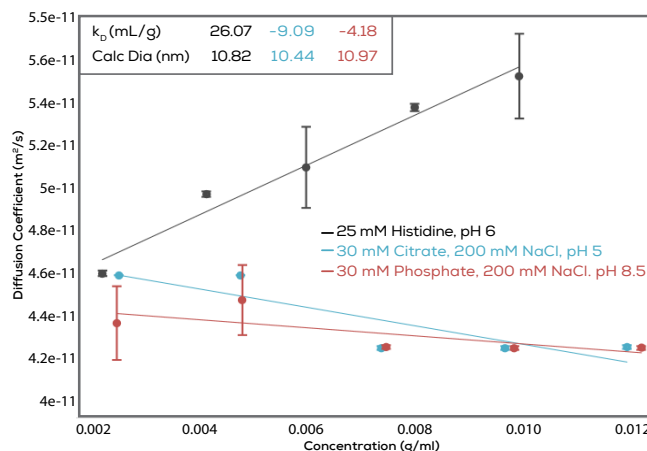 k_D (mL/g) 26.07 -9.09 -4.18
Calc Dia (nm) 10.82 10.44 10.97
5.5e-11
5.6e-11
5.4e-11
5.2e-11
5e-11
4.8e-11
4.6e-11
4.4e-11
4.2e-11
4e-11
Diffusion Coefficient (m²/s)
25 mM Histidine, pH 6
30 mM Citrate, 200 mM NaCl, pH 5
30 mM Phosphate, 200 mM NaCl. pH 8.5
0.002 0.004 0.006 0.008 0.010 0.012
Concentration (g/ml)